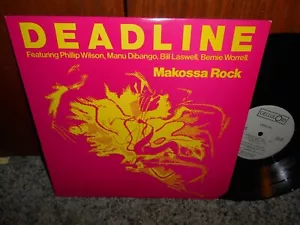 DEADLINE
Featuring Phillip Wilson, Manu Dibango, Bill Laswell, Bernie Worrell
Makossa Rock